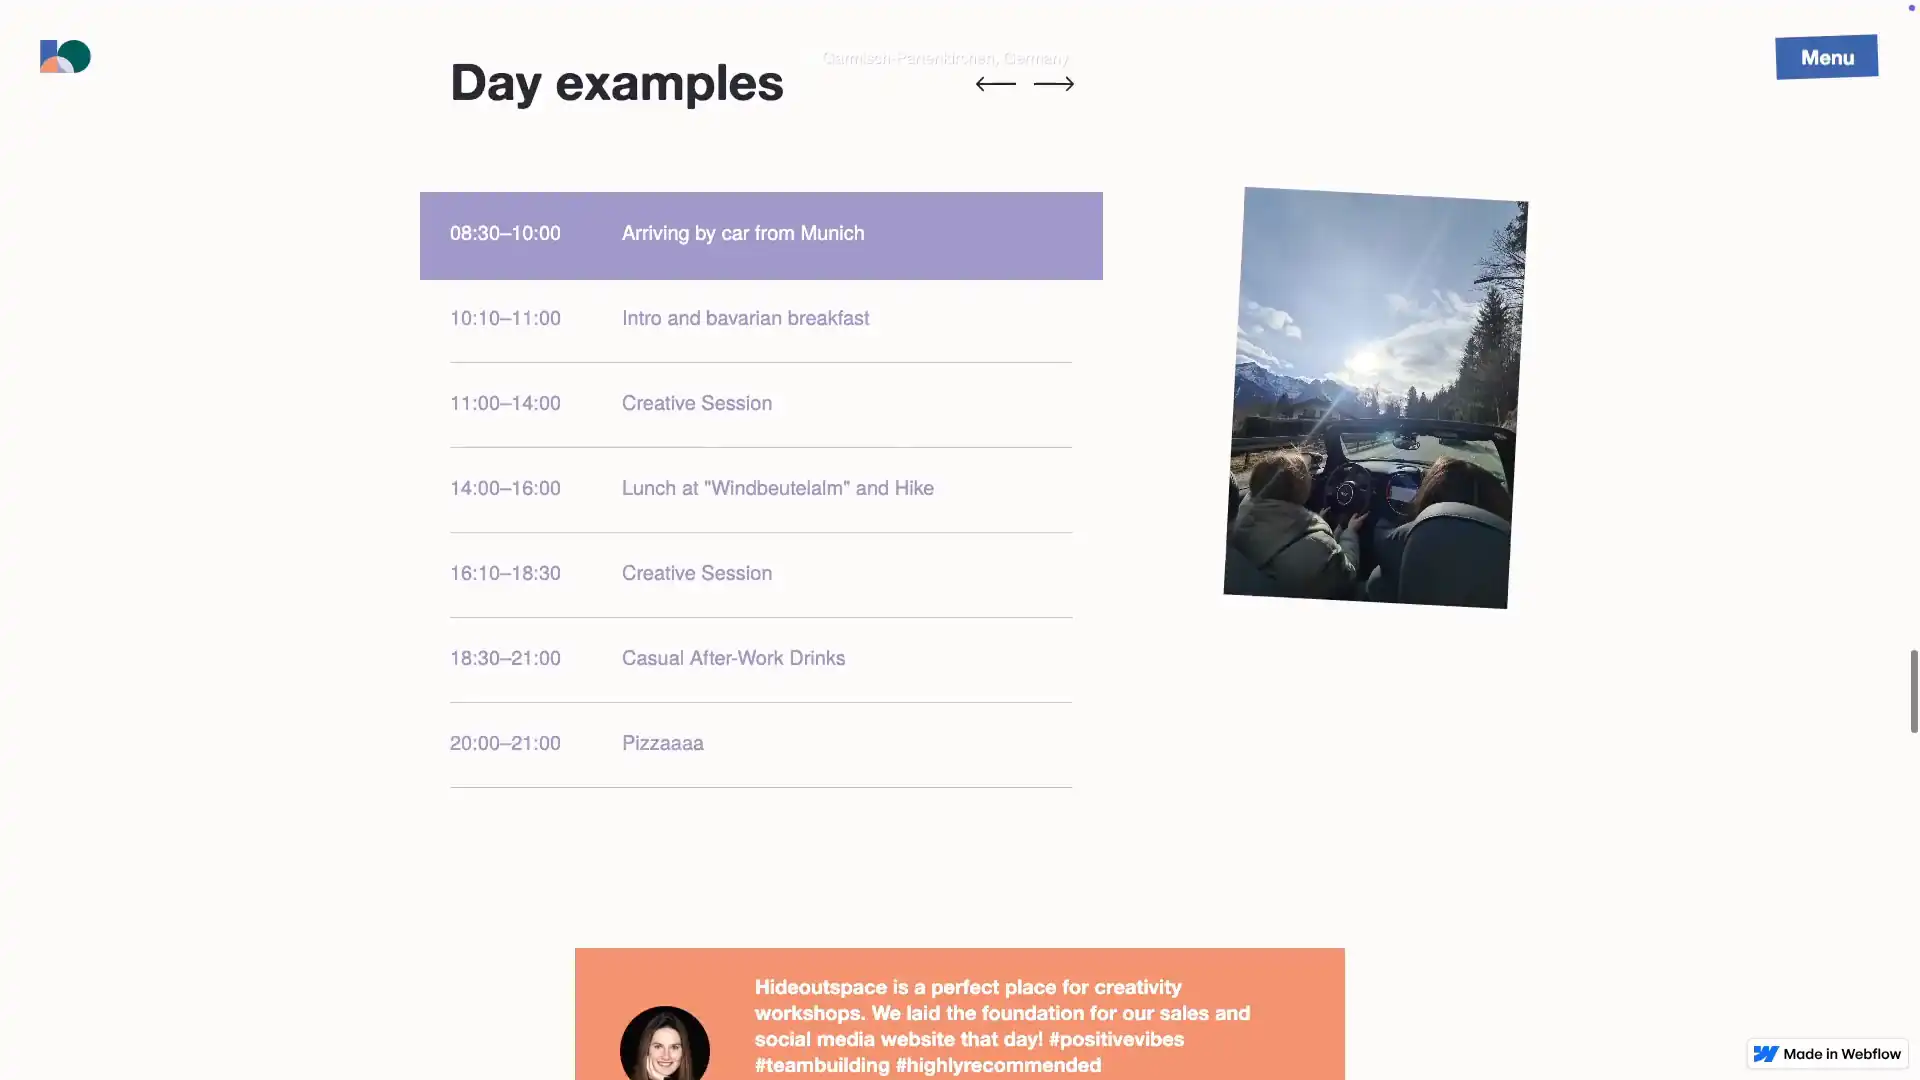 Garmisch-Partenkirchen, Germany
Day examples
Menu
08:30–10:00 Arriving by car from Munich
10:10–11:00 Intro and bavarian breakfast
11:00–14:00 Creative Session
14:00–16:00 Lunch at "Windbeutelalm" and Hike
16:10–18:30 Creative Session
18:30–21:00 Casual After-Work Drinks
20:00–21:00 Pizzaaaa
Hideoutspace is a perfect place for creativity
workshops. We laid the foundation for our sales and
social media website that day! #positivevibes
#teambuilding #highlyrecommended
Made in Webflow